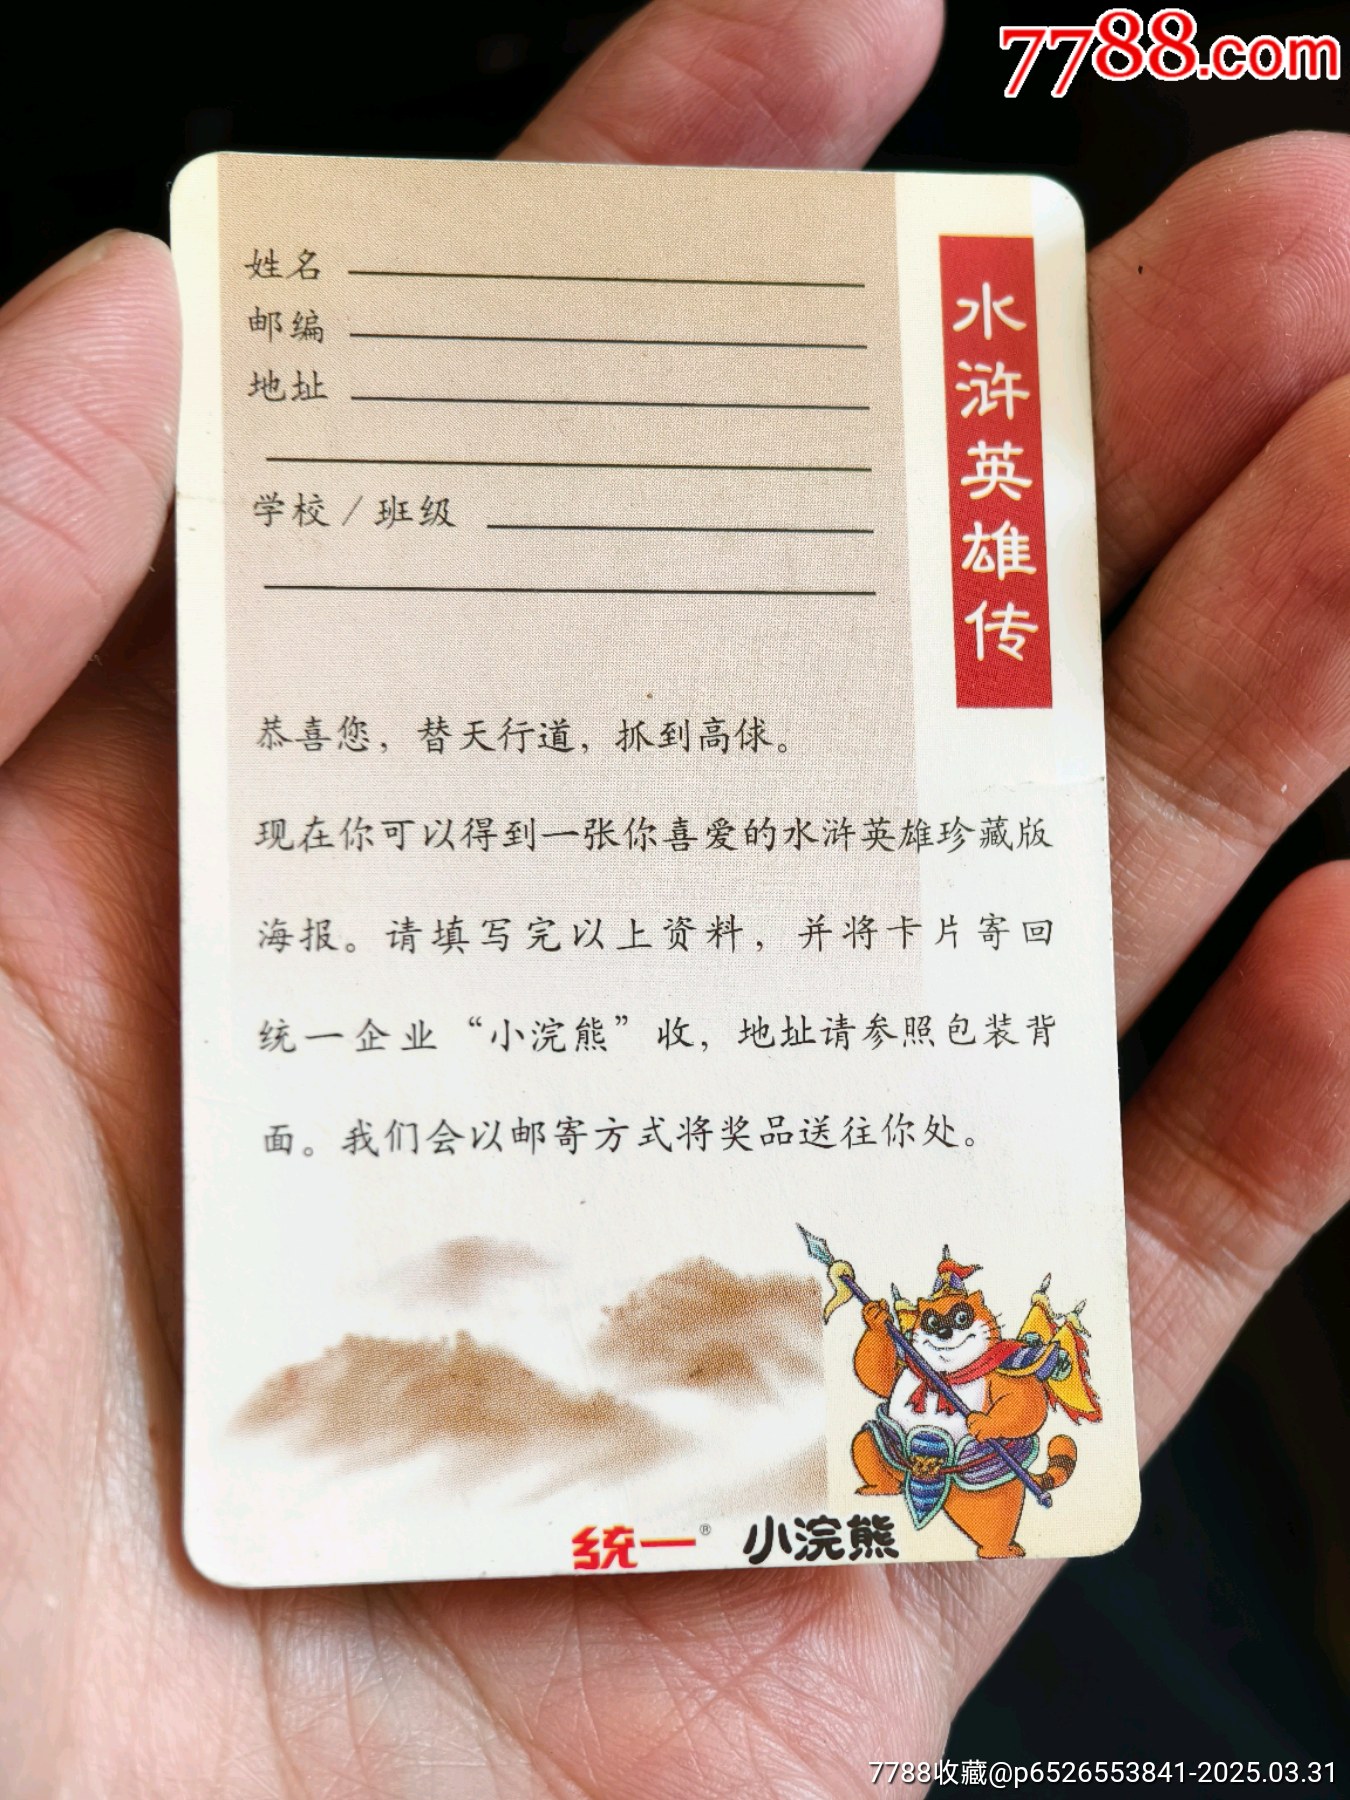 7788.com
姓名
邮编
地址
学校/班级
水浒英雄传
恭喜您，替天行道，抓到高俅。
现在你可以得到一张你喜爱的水浒英雄珍藏版
海报。请填写完以上资料，并将卡片寄回
统一企业“小浣熊”收，地址请参照包装背
面。我们会以邮寄方式将奖品送往你处。
统一® 小浣熊
7788收藏@p6526553841-2025.03.31